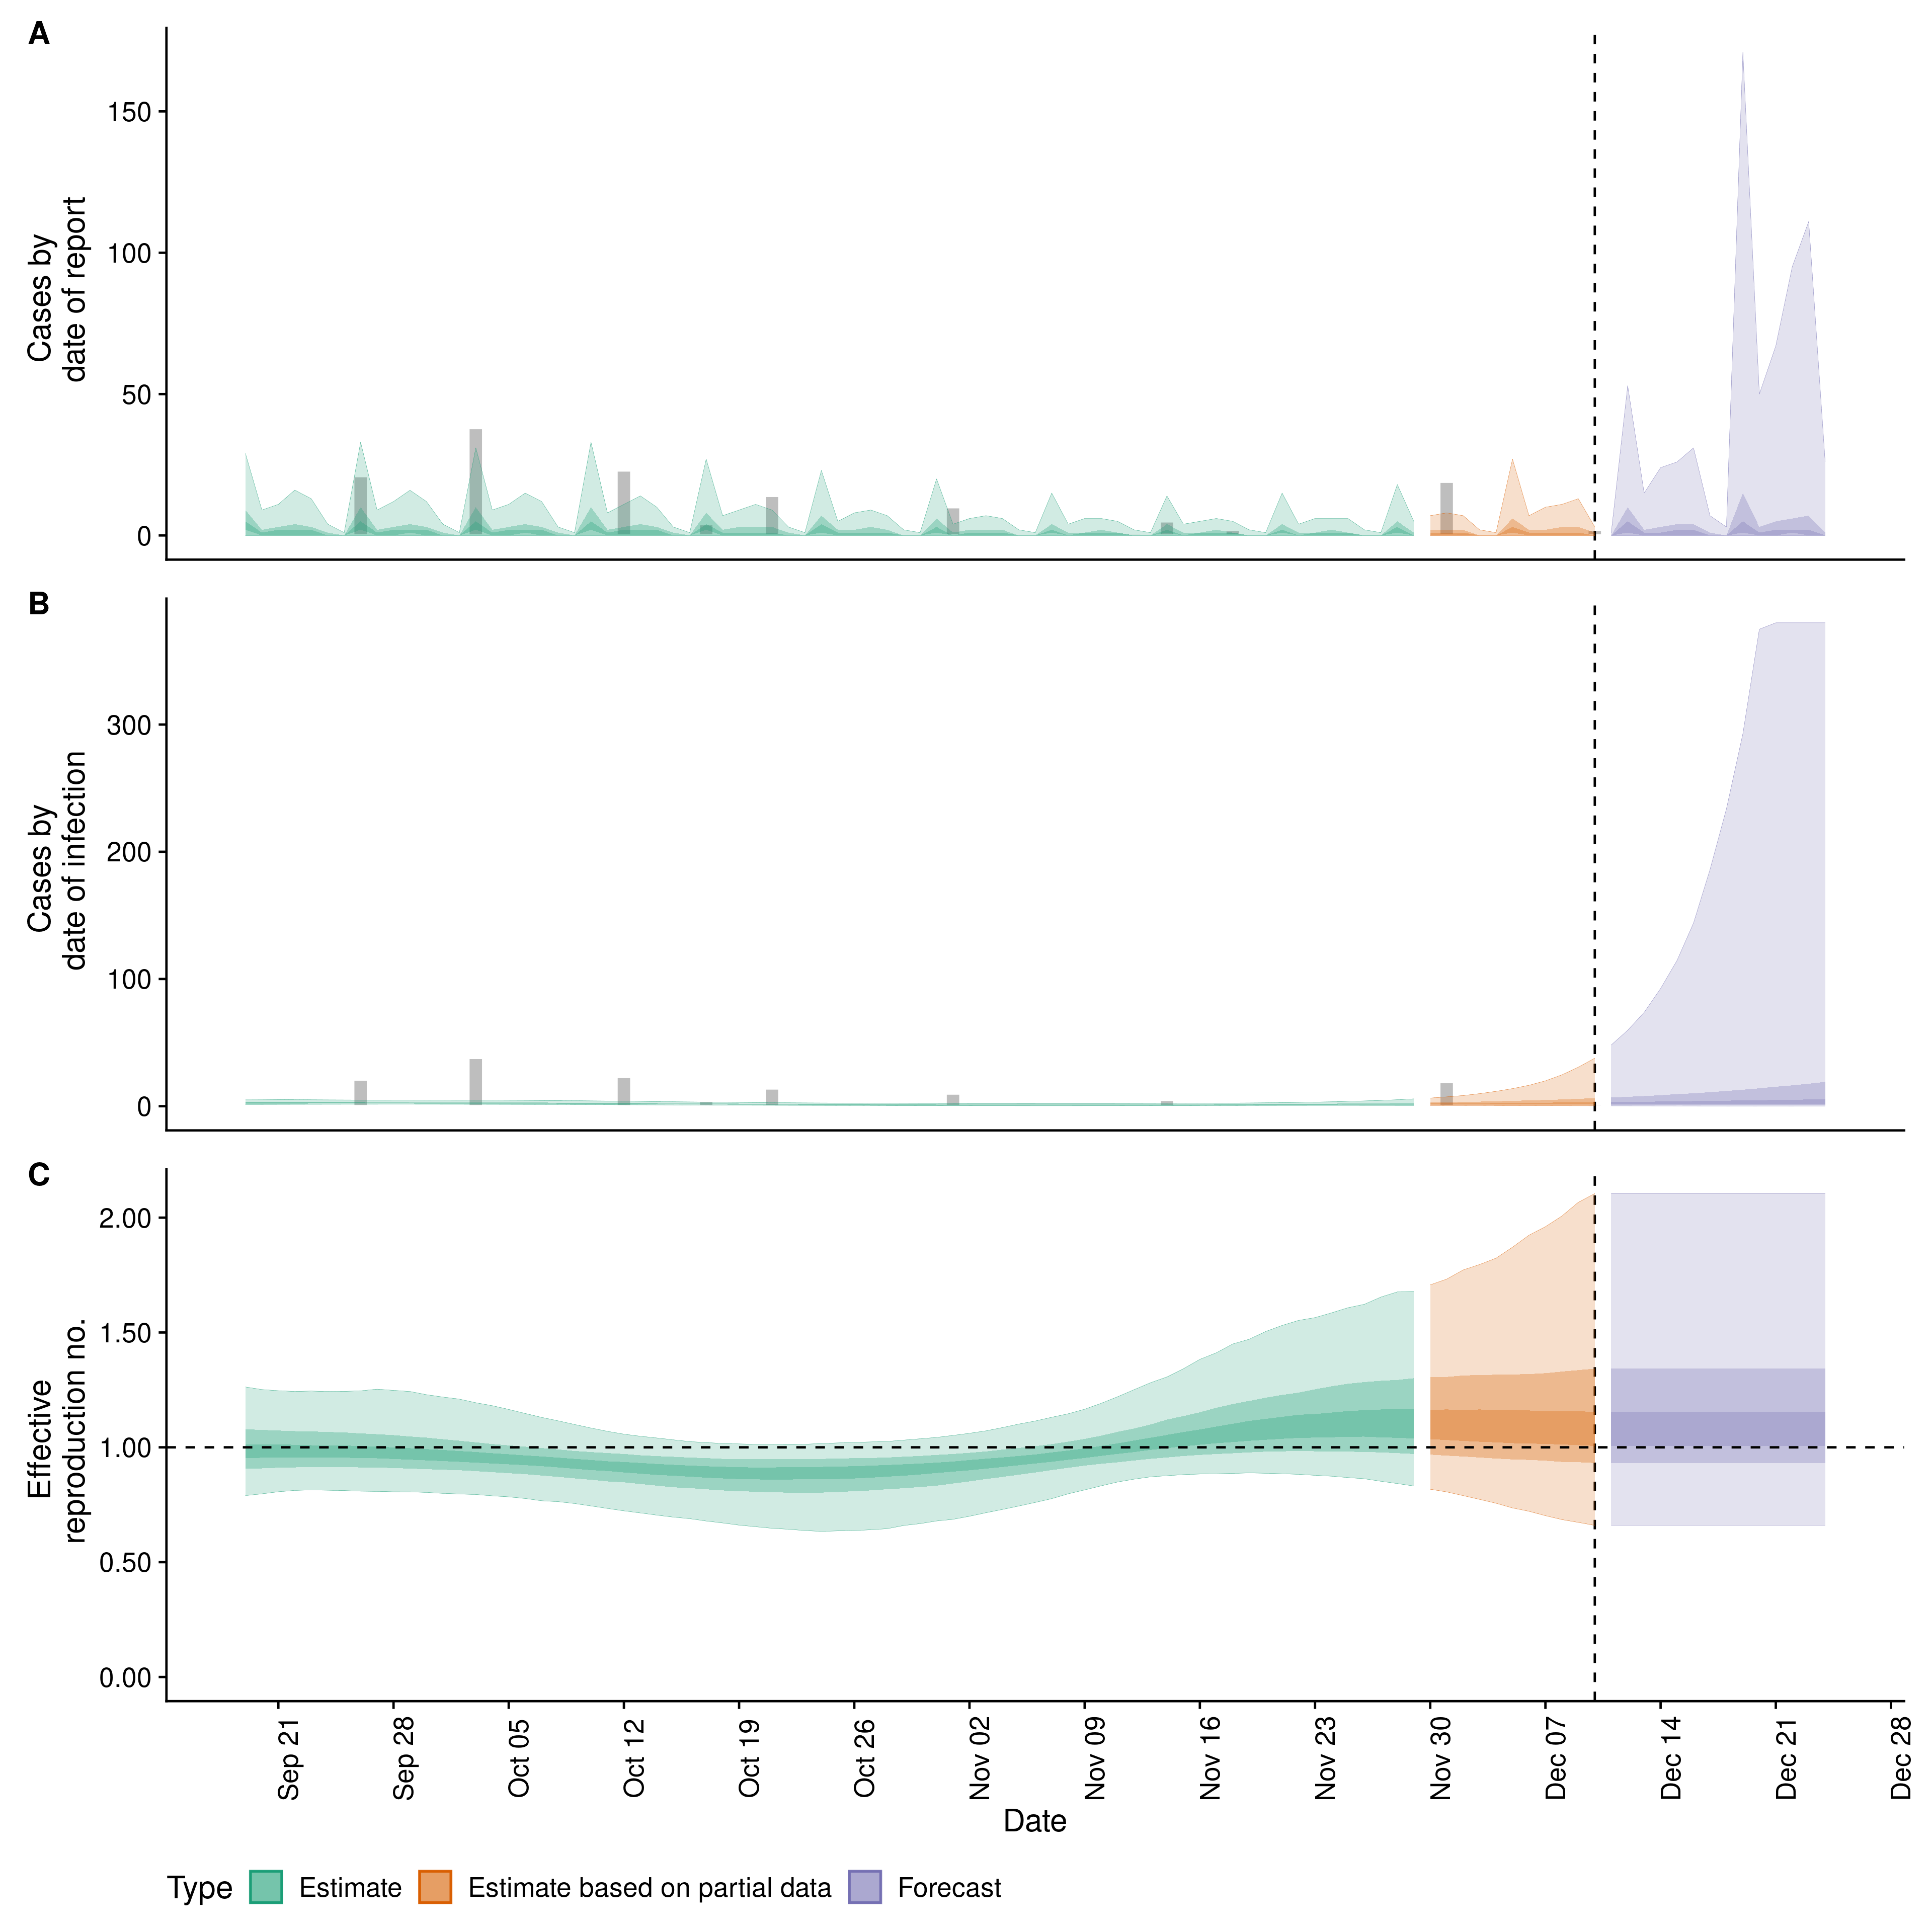 A
Cases by
date of report
150
100
50
0
B
Cases by
date of infection
300
200
100
0
C
Effective
reproduction no.
2.00
1.50
1.00
0.50
0.00
Sep 21
Sep 28
Oct 05
Oct 12
Oct 19
Oct 26
Nov 02
Nov 09
Nov 16
Nov 23
Nov 30
Dec 07
Dec 14
Dec 21
Dec 28
Date
Type Estimate Estimate based on partial data Forecast